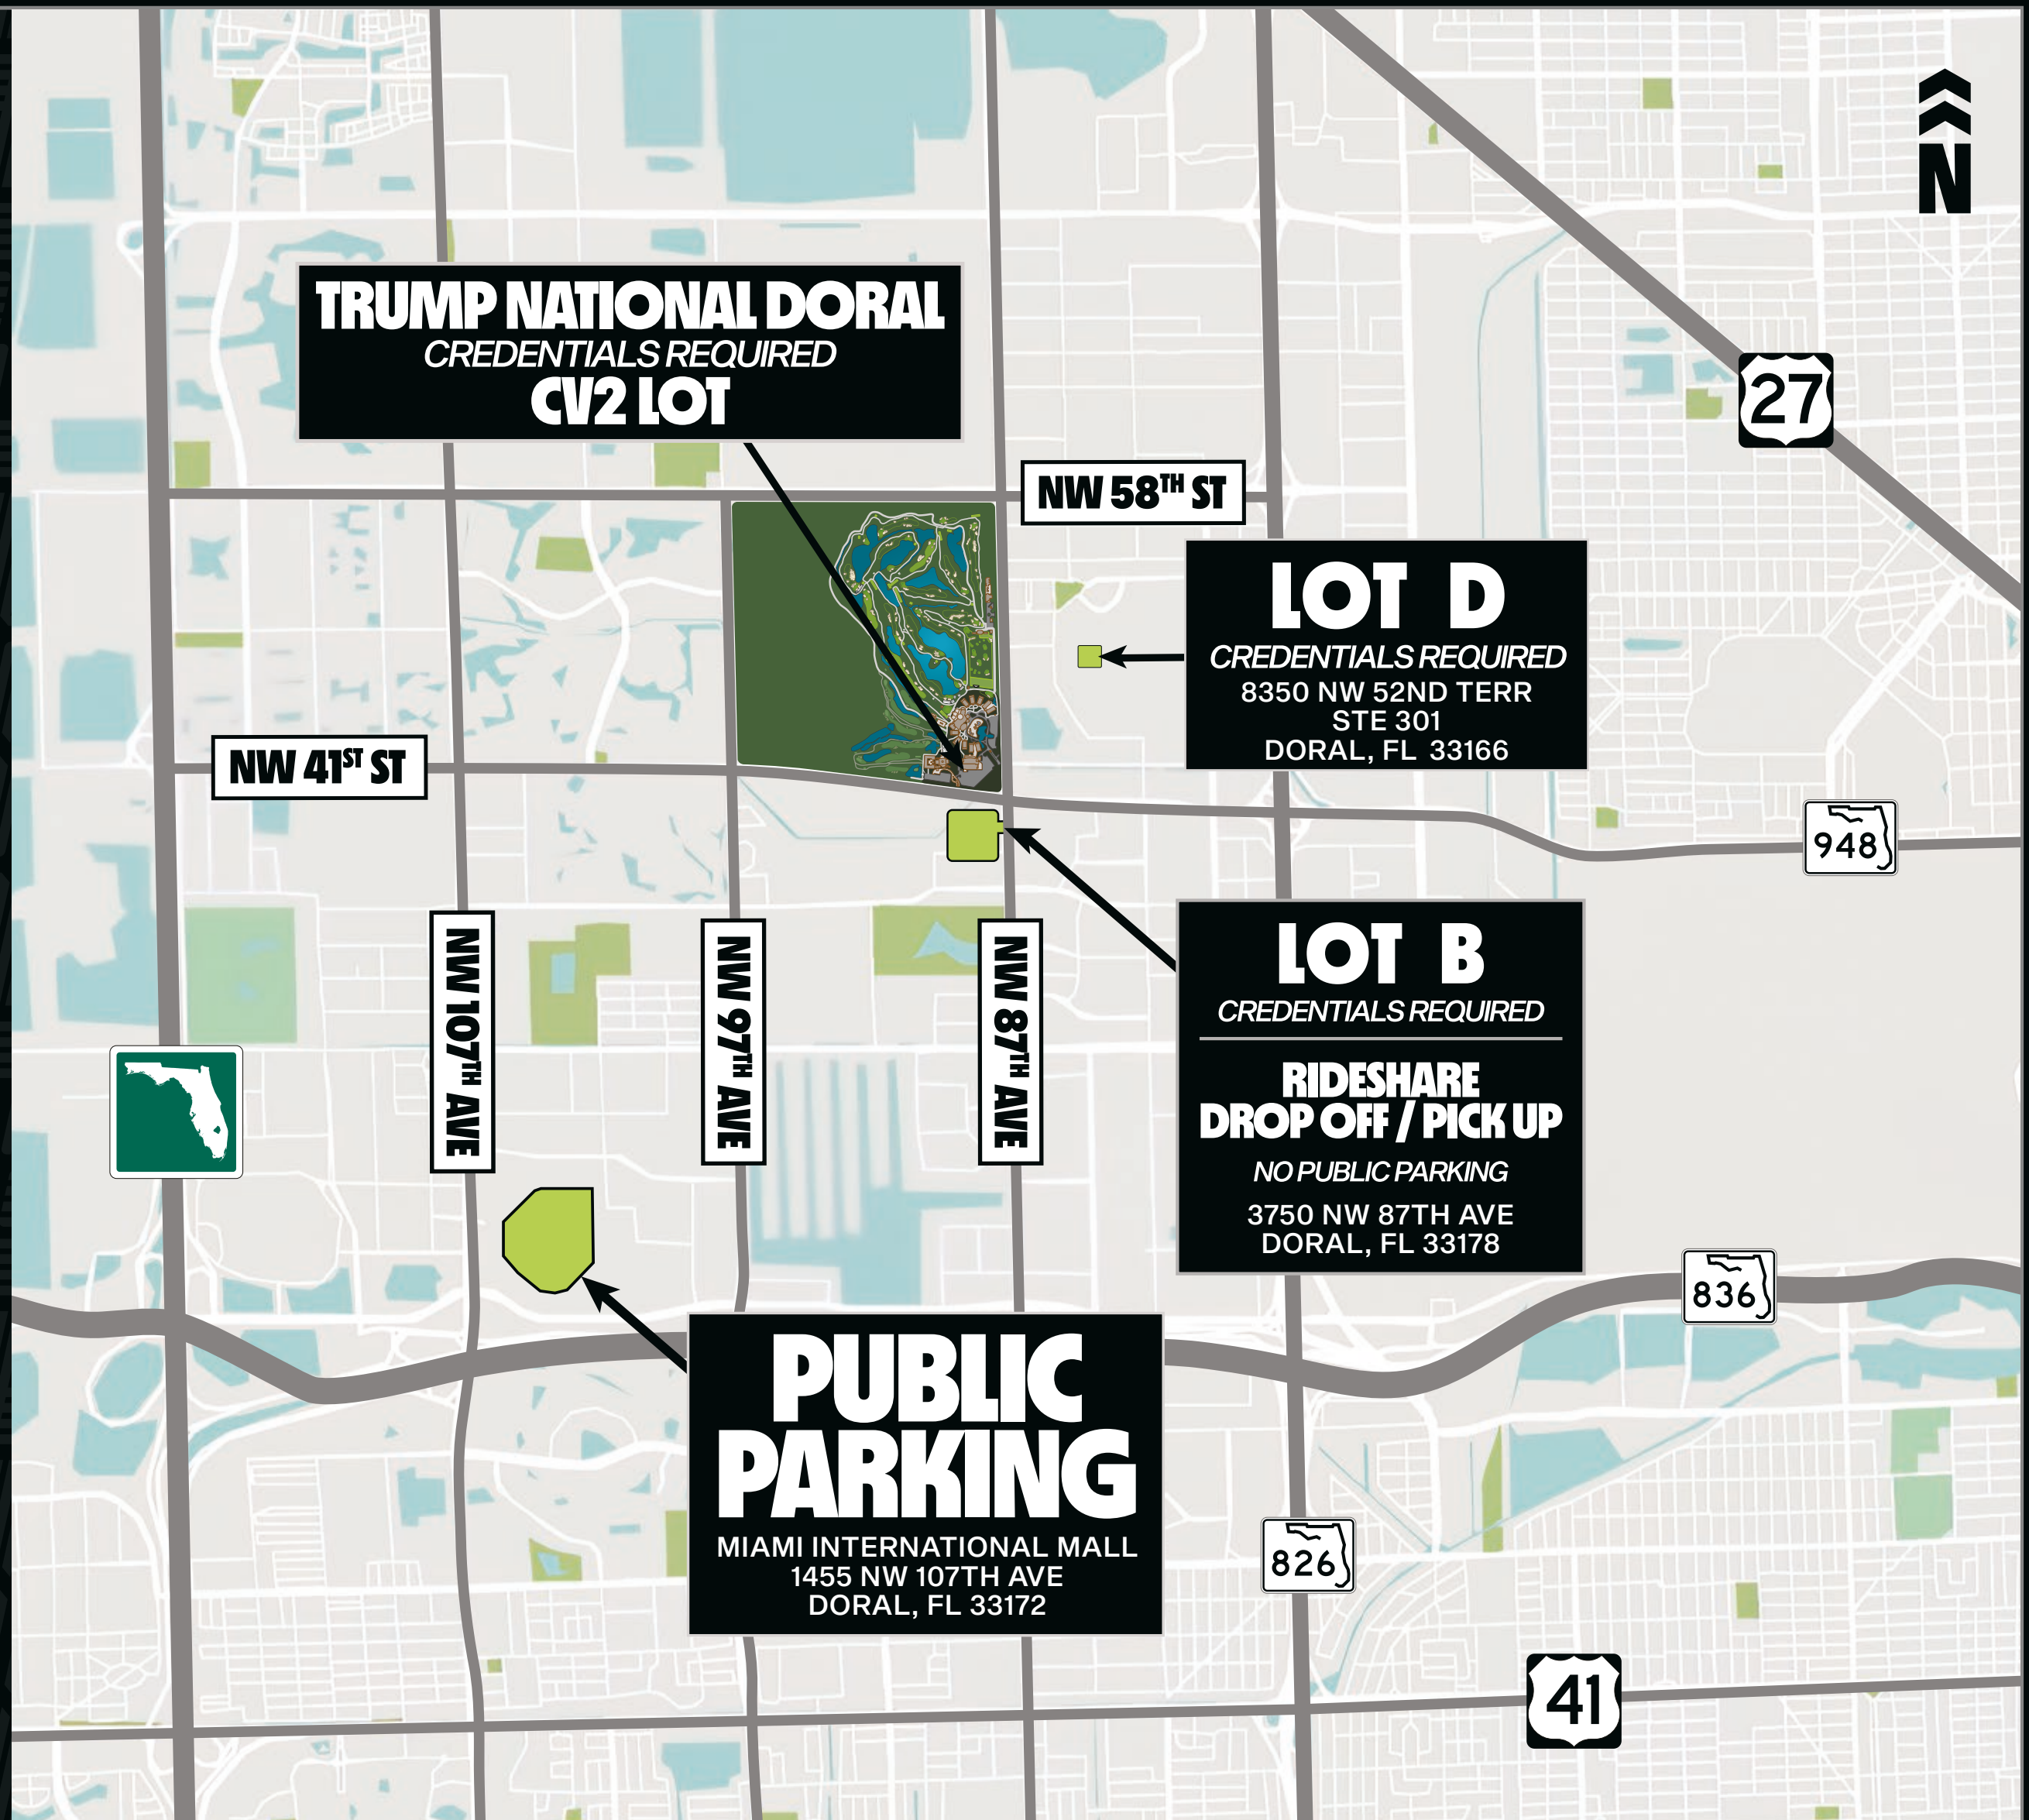 N
TRUMP NATIONAL DORAL
CREDENTIALS REQUIRED
CV2 LOT
27
NW 58TH ST
LOT D
CREDENTIALS REQUIRED
8350 NW 52ND TERR
STE 301
DORAL, FL 33166
NW 41ST ST
948
LOT B
CREDENTIALS REQUIRED
RIDESHARE
DROP OFF / PICK UP
NO PUBLIC PARKING
3750 NW 87TH AVE
DORAL, FL 33178
NW 107TH AVE
NW 97TH AVE
NW 87TH AVE
836
PUBLIC
PARKING
MIAMI INTERNATIONAL MALL
1455 NW 107TH AVE
DORAL, FL 33172
826
41